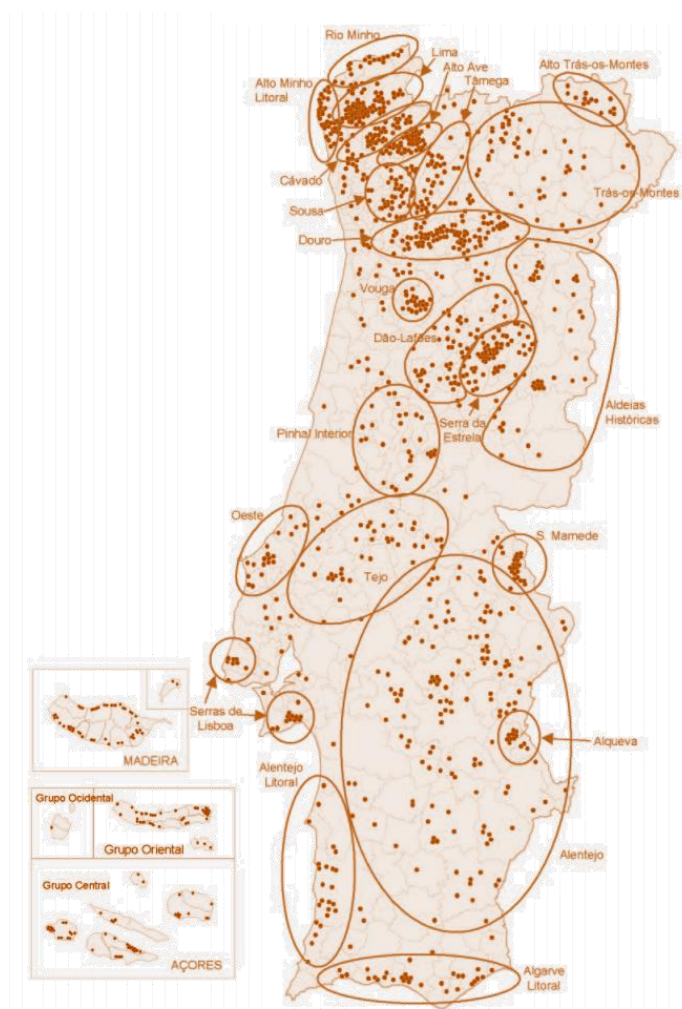 Rio Minho
Lima
Alto Ave
Tâmega
Alto Trás-os-Montes
Alto Minho
Litoral
Cávado
Sousa
Trás-os-Montes
Douro
Vouga
Dão-Lafões
Serra da
Estrela
Aldeias
Históricas
Pinhal Interior
Oeste
S. Mamede
Tejo
Serras de
Lisboa
MADEIRA
Alqueva
Alentejo
Litoral
Grupo Ocidental
Grupo Oriental
Alentejo
Grupo Central
AÇORES
Algarve
Litoral